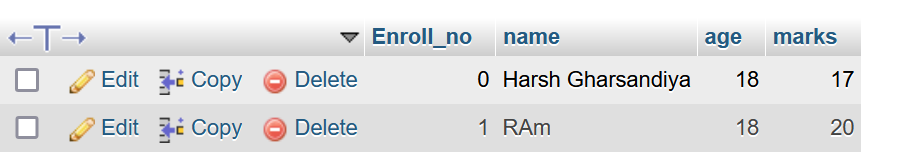 Enroll_no name age marks
Edit Copy Delete 0 Harsh Gharsandiya 18 17
Edit Copy Delete 1 RAm 18 20